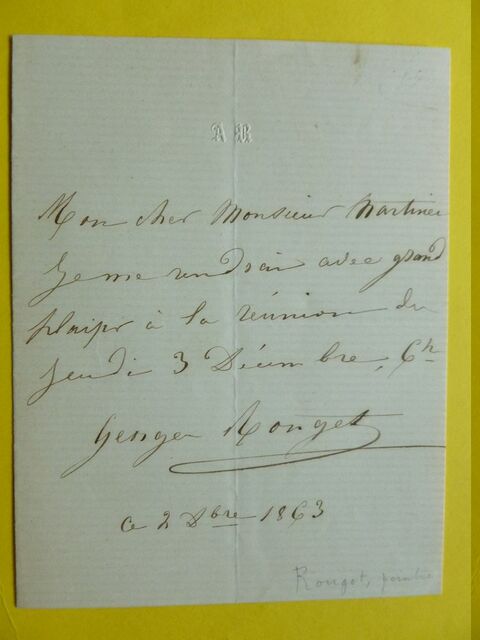 A R
Mon cher Monsieur Martinet
Je me rendrai avec grand
plaisir à la réunion du
Jeudi 3 Décembre, 6h
Georges Rouget
ce 2 Xbre 1863
Rouget, peintre